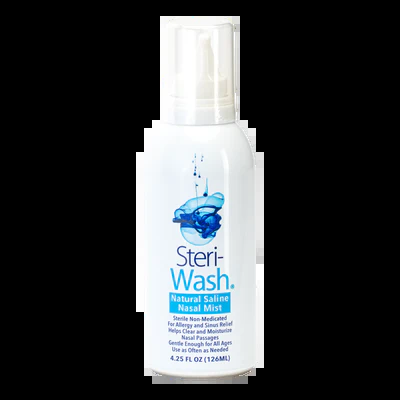 Steri-
Wash®
Natural Saline
Nasal Mist
Sterile Non-Medicated
For Allergy and Sinus Relief
Helps Clear and Moisturize
Nasal Passages
Gentle Enough for All Ages
Use as Often as Needed
4.25 FL OZ (126ML)